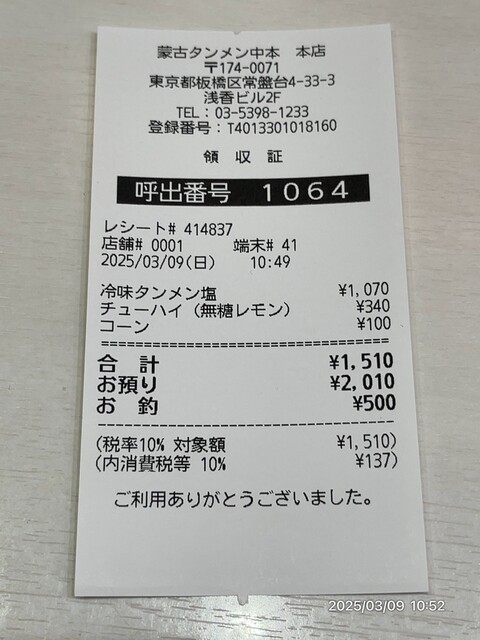 蒙古タンメン中本 本店
〒174-0071
東京都板橋区常盤台4-33-3
浅香ビル2F
TEL：03-5398-1233
登録番号：T4013301018160
領 収 証
呼出番号 1064
レシート# 414837
店舗# 0001 端末# 41
2025/03/09(日) 10:49
冷味タンメン塩 ¥1,070
チューハイ（無糖レモン） ¥340
コーン ¥100
合 計 ¥1,510
お預り ¥2,010
お 釣 ¥500
(税率10% 対象額 ¥1,510)
(内消費税等 10% ¥137)
ご利用ありがとうございました。
2025/03/09 10:52